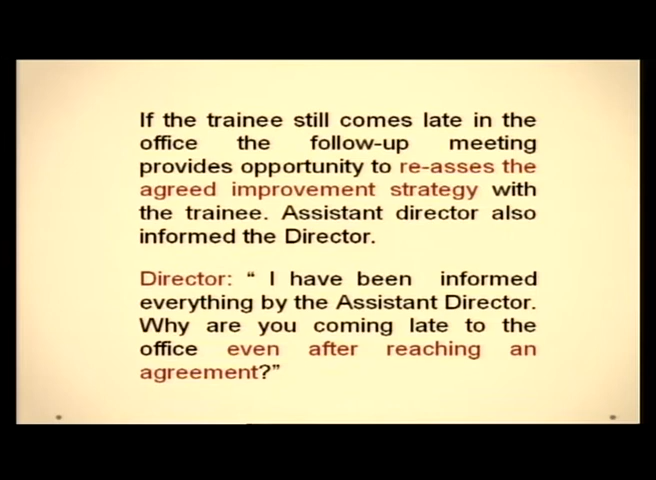 If the trainee still comes late in the
office the follow-up meeting
provides opportunity to re-asses the
agreed improvement strategy with
the trainee. Assistant director also
informed the Director.
Director: “ I have been informed
everything by the Assistant Director.
Why are you coming late to the
office even after reaching an
agreement?”